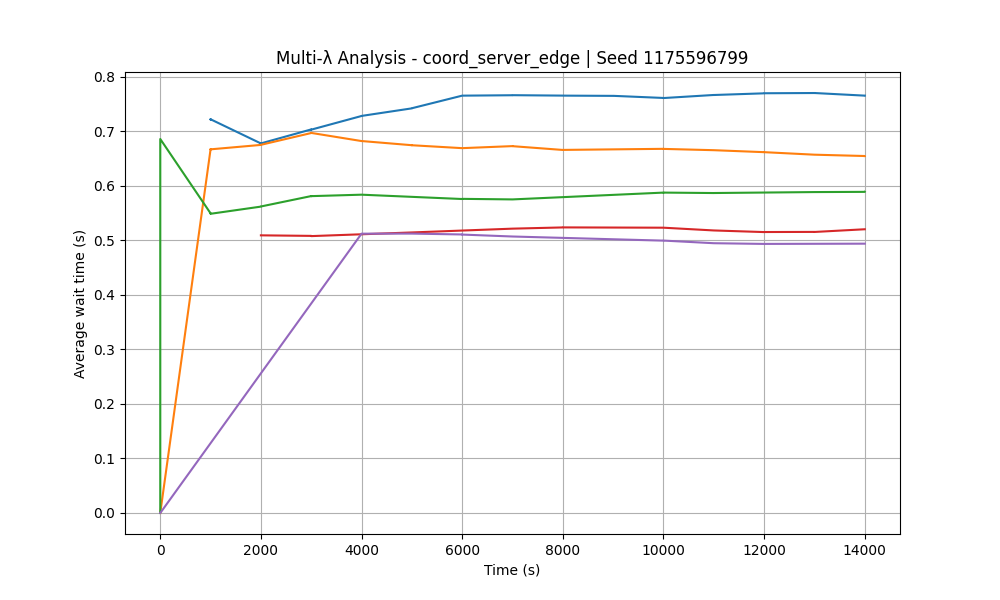 Multi-λ Analysis - coord_server_edge | Seed 1175596799
Average wait time (s)
0.8
0.7
0.6
0.5
0.4
0.3
0.2
0.1
0.0
0 2000 4000 6000 8000 10000 12000 14000
Time (s)